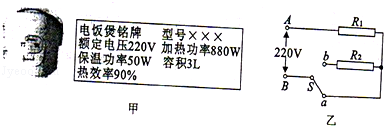 电饭煲铭牌 型号×××
额定电压220V 加热功率880W
保温功率50W 容积3L
热效率90%
甲
A
R₁
220V
b
R₂
B
S
a
乙